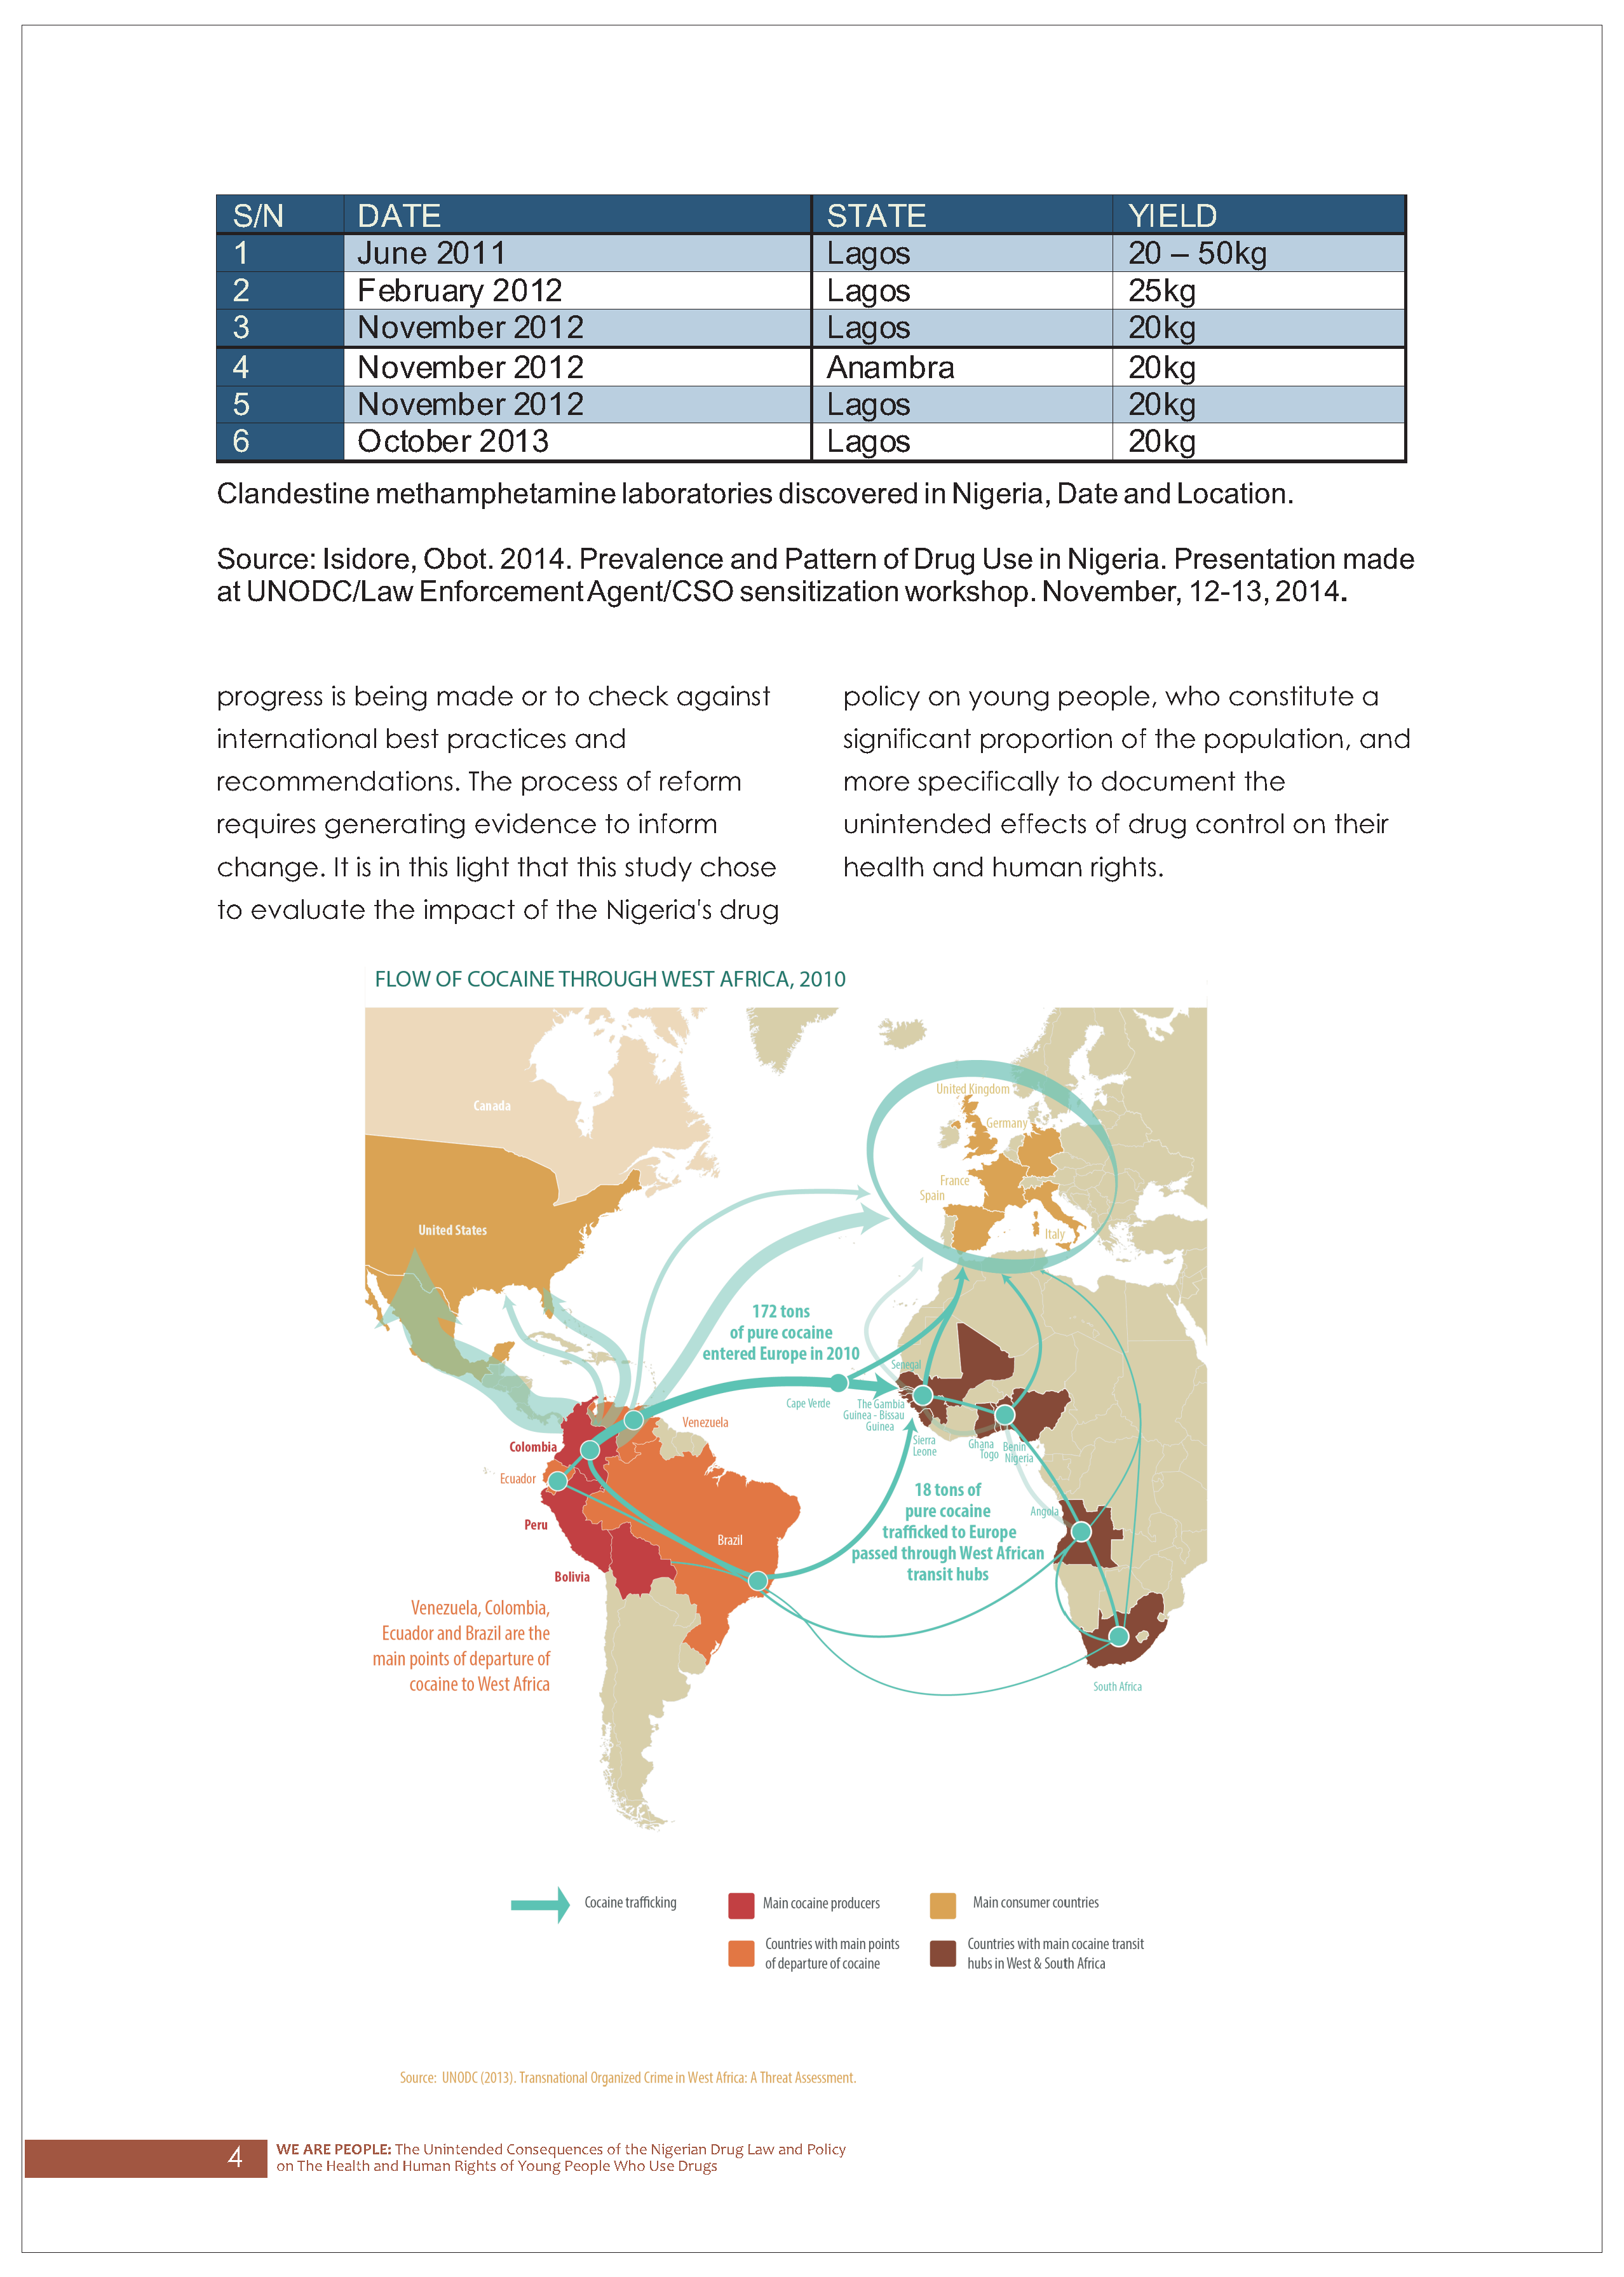 S/N DATE STATE YIELD
1 June 2011 Lagos 20 – 50kg
2 February 2012 Lagos 25kg
3 November 2012 Lagos 20kg
4 November 2012 Anambra 20kg
5 November 2012 Lagos 20kg
6 October 2013 Lagos 20kg
Clandestine methamphetamine laboratories discovered in Nigeria, Date and Location.
Source: Isidore, Obot. 2014. Prevalence and Pattern of Drug Use in Nigeria. Presentation made
at UNODC/Law Enforcement Agent/CSO sensitization workshop. November, 12-13, 2014.
progress is being made or to check against
international best practices and
recommendations. The process of reform
requires generating evidence to inform
change. It is in this light that this study chose
to evaluate the impact of the Nigeria's drug
policy on young people, who constitute a
significant proportion of the population, and
more specifically to document the
unintended effects of drug control on their
health and human rights.
FLOW OF COCAINE THROUGH WEST AFRICA, 2010
Canada
United States
United Kingdom
Germany
France
Spain
Italy
172 tons
of pure cocaine
entered Europe in 2010
Senegal
Cape Verde
The Gambia
Guinea - Bissau
Guinea
Sierra
Leone
Ghana
Togo
Benin
Nigeria
Venezuela
Colombia
Ecuador
Peru
Brazil
Bolivia
18 tons of
pure cocaine
trafficked to Europe
passed through West African
transit hubs
Angola
South Africa
Venezuela, Colombia,
Ecuador and Brazil are the
main points of departure of
cocaine to West Africa
Cocaine trafficking
Main cocaine producers
Main consumer countries
Countries with main points
of departure of cocaine
Countries with main cocaine transit
hubs in West & South Africa
Source: UNODC (2013). Transnational Organized Crime in West Africa: A Threat Assessment.
4
WE ARE PEOPLE: The Unintended Consequences of the Nigerian Drug Law and Policy
on The Health and Human Rights of Young People Who Use Drugs